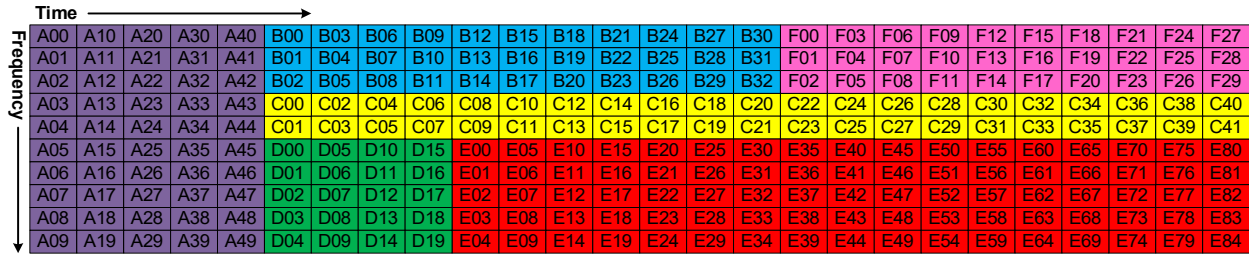 Time
Frequency
A00 A10 A20 A30 A40 B00 B03 B06 B09 B12 B15 B18 B21 B24 B27 B30 F00 F03 F06 F09 F12 F15 F18 F21 F24 F27
A01 A11 A21 A31 A41 B01 B04 B07 B10 B13 B16 B19 B22 B25 B28 B31 F01 F04 F07 F10 F13 F16 F19 F22 F25 F28
A02 A12 A22 A32 A42 B02 B05 B08 B11 B14 B17 B20 B23 B26 B29 B32 F02 F05 F08 F11 F14 F17 F20 F23 F26 F29
A03 A13 A23 A33 A43 C00 C02 C04 C06 C08 C10 C12 C14 C16 C18 C20 C22 C24 C26 C28 C30 C32 C34 C36 C38 C40
A04 A14 A24 A34 A44 C01 C03 C05 C07 C09 C11 C13 C15 C17 C19 C21 C23 C25 C27 C29 C31 C33 C35 C37 C39 C41
A05 A15 A25 A35 A45 D00 D05 D10 D15 E00 E05 E10 E15 E20 E25 E30 E35 E40 E45 E50 E55 E60 E65 E70 E75 E80
A06 A16 A26 A36 A46 D01 D06 D11 D16 E01 E06 E11 E16 E21 E26 E31 E36 E41 E46 E51 E56 E61 E66 E71 E76 E81
A07 A17 A27 A37 A47 D02 D07 D12 D17 E02 E07 E12 E17 E22 E27 E32 E37 E42 E47 E52 E57 E62 E67 E72 E77 E82
A08 A18 A28 A38 A48 D03 D08 D13 D18 E03 E08 E13 E18 E23 E28 E33 E38 E43 E48 E53 E58 E63 E68 E73 E78 E83
A09 A19 A29 A39 A49 D04 D09 D14 D19 E04 E09 E14 E19 E24 E29 E34 E39 E44 E49 E54 E59 E64 E69 E74 E79 E84